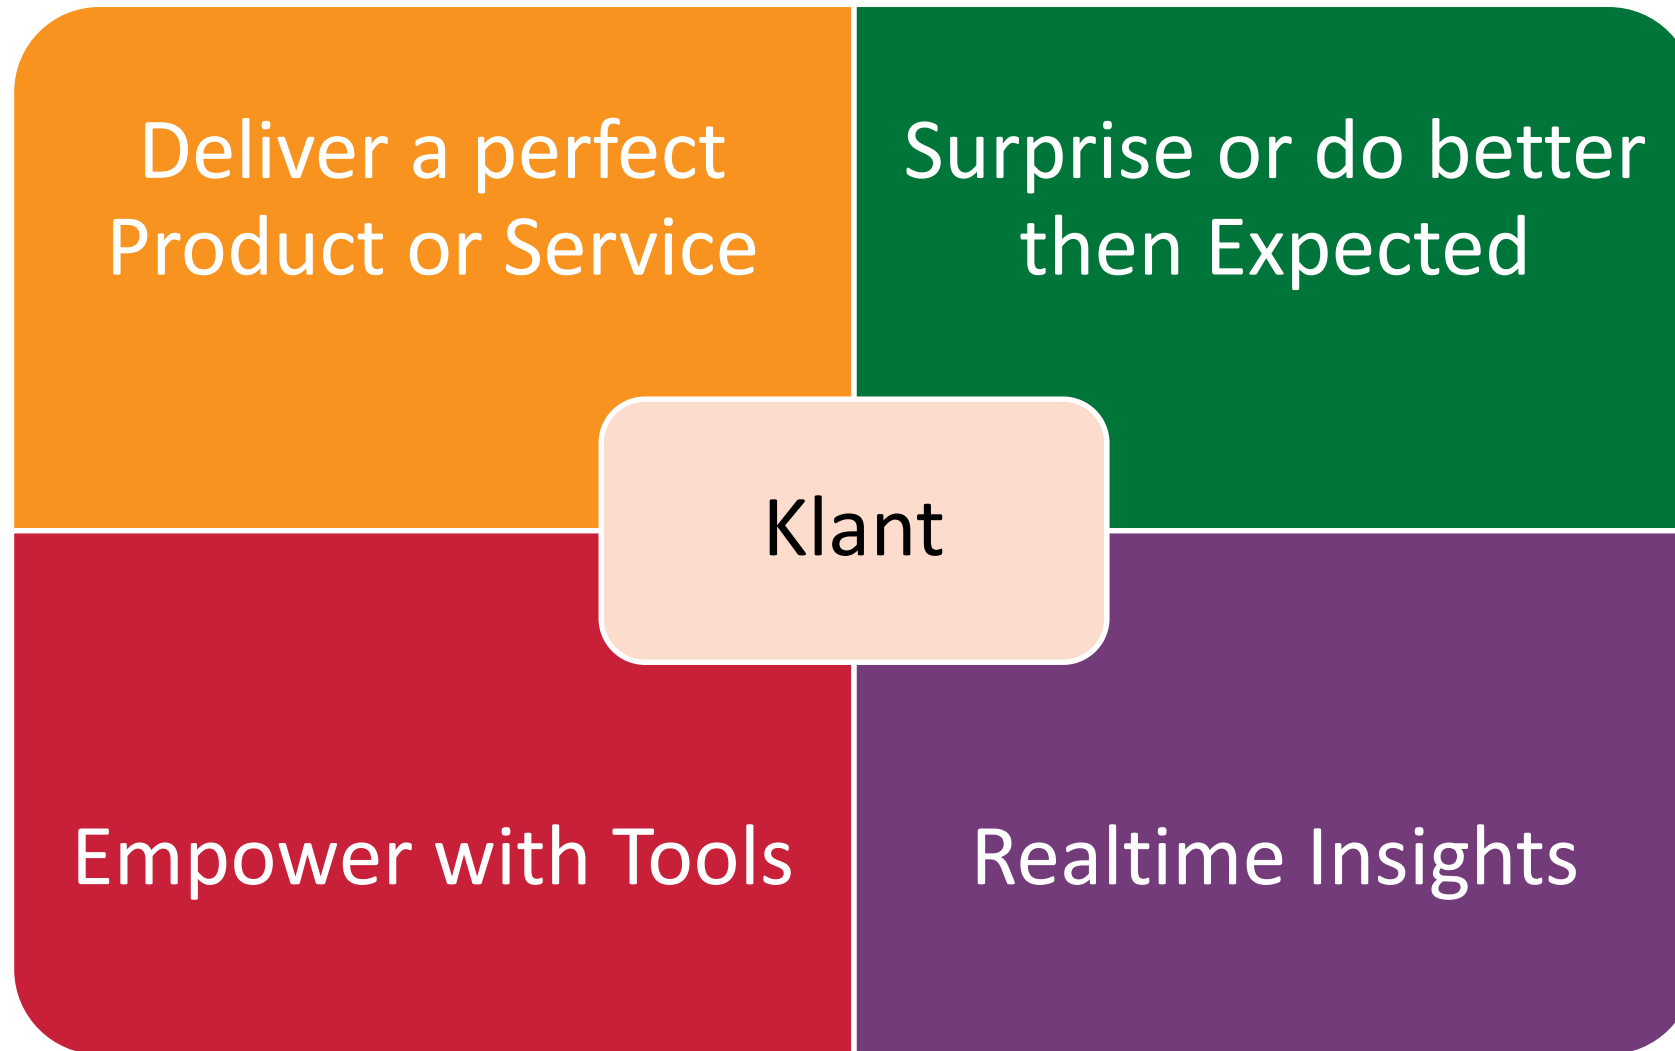 Deliver a perfect
Product or Service
Surprise or do better
then Expected
Klant
Empower with Tools
Realtime Insights